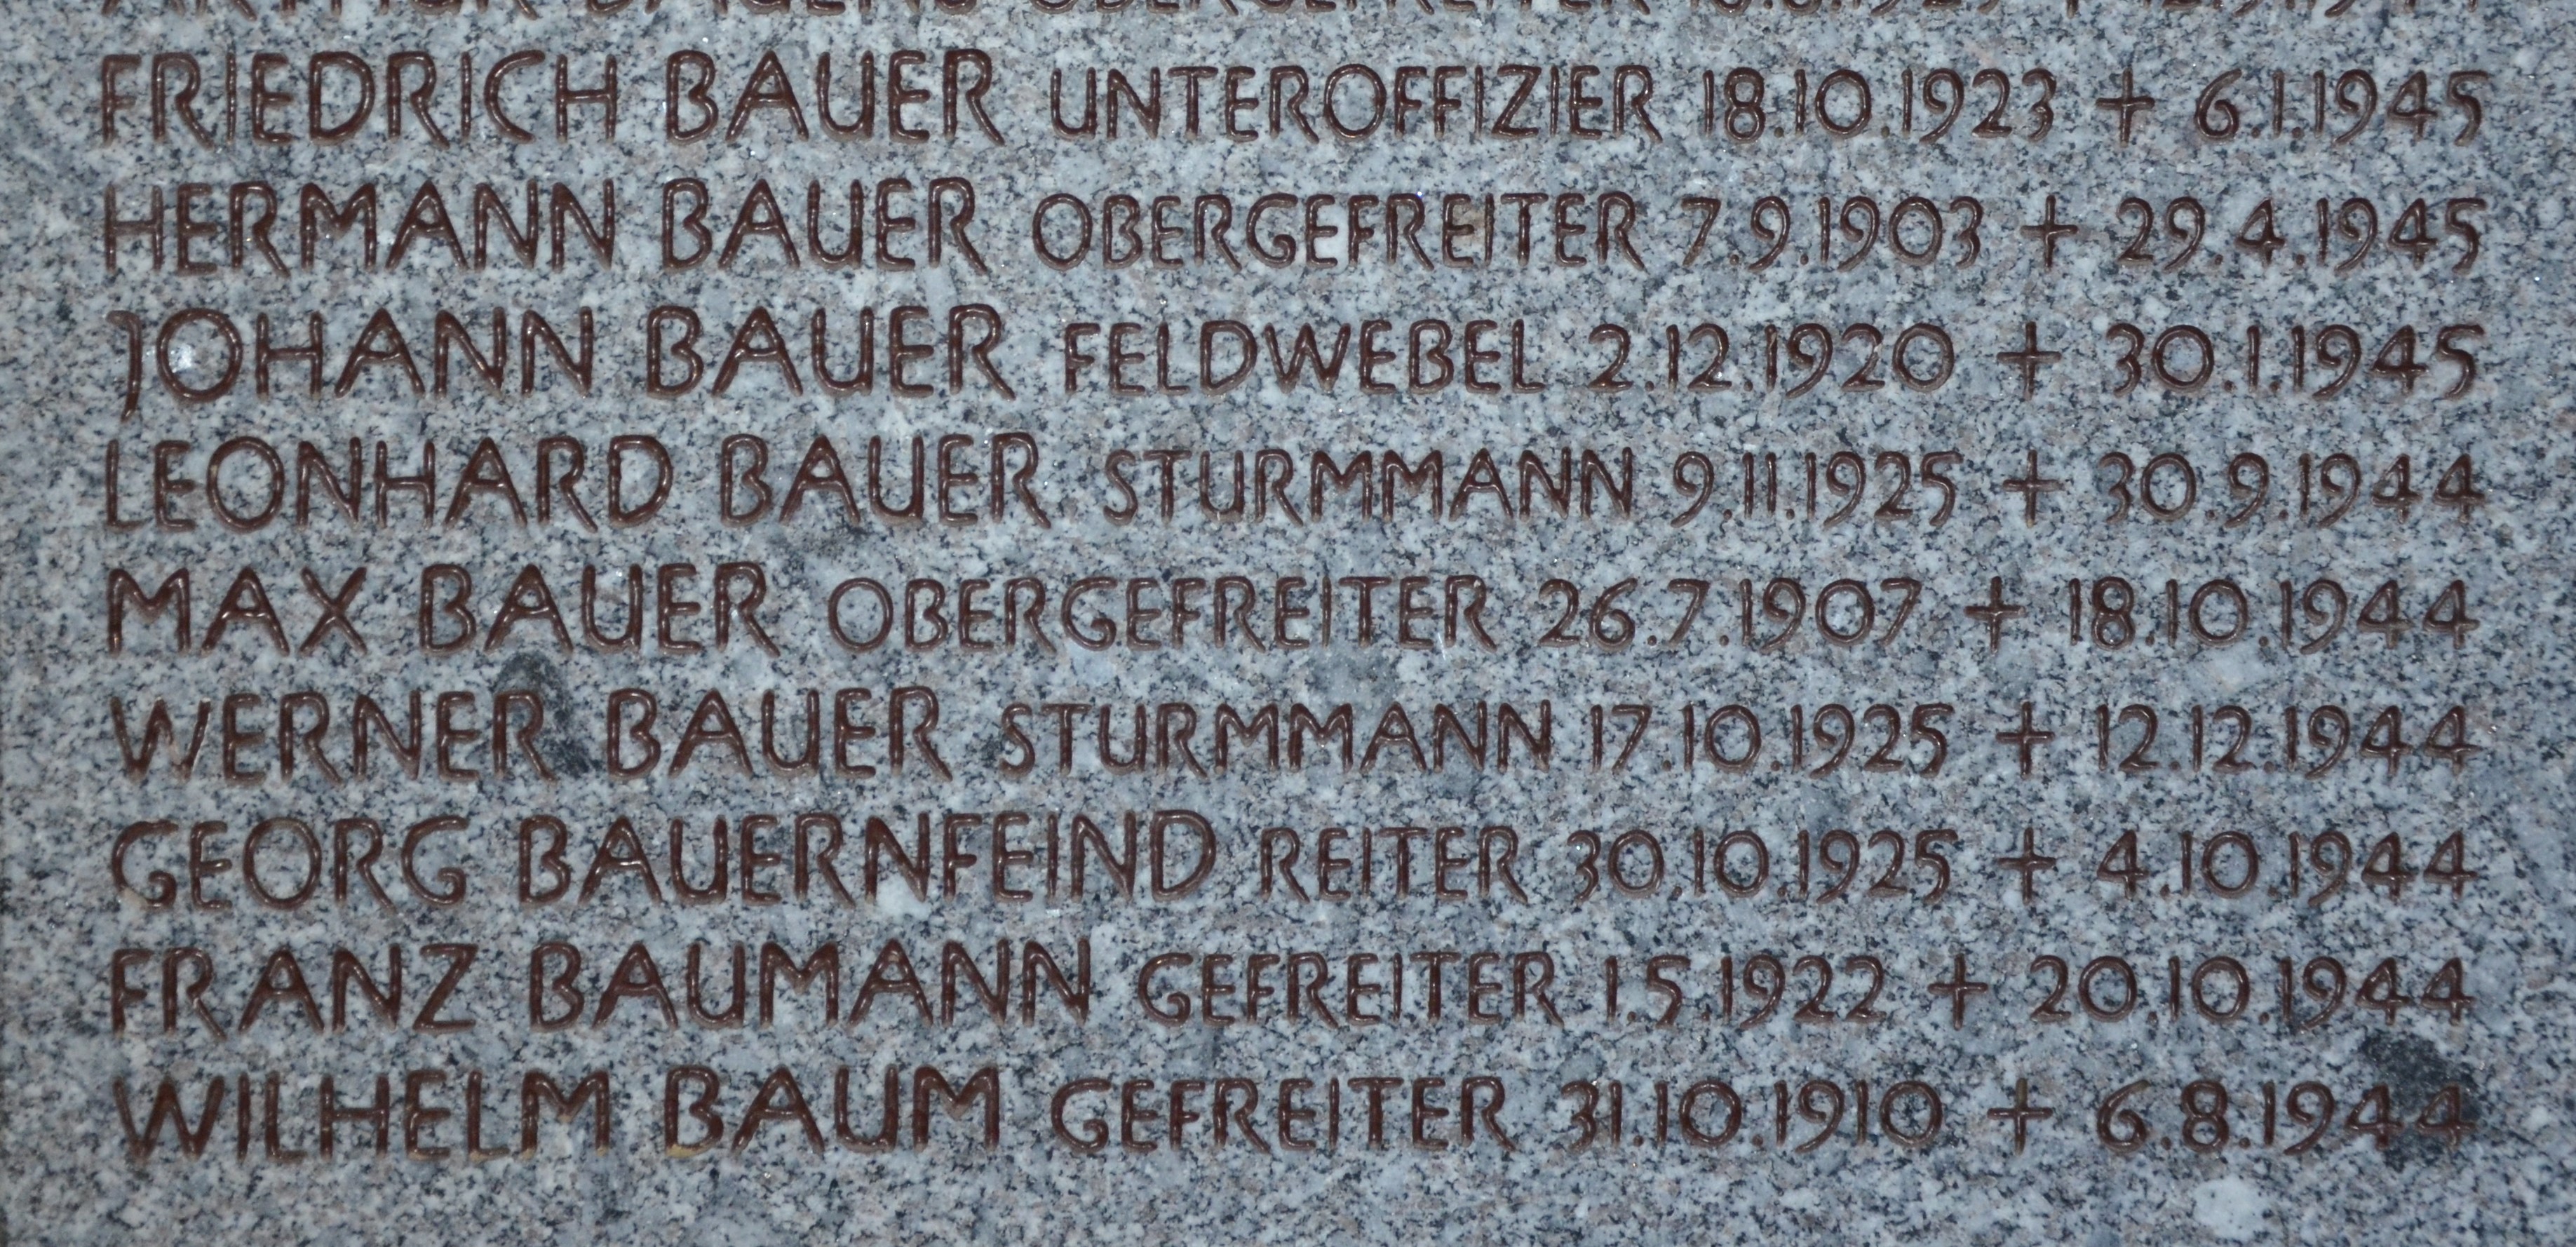 FRIEDRICH BAUER UNTEROFFIZIER 18.10.1923 + 6.1.1945
HERMANN BAUER OBERGEFREITER 7.9.1903 + 29.4.1945
JOHANN BAUER FELDWEBEL 2.12.1920 + 30.1.1945
LEONHARD BAUER STURMMANN 9.11.1925 + 30.9.1944
MAX BAUER OBERGEFREITER 26.7.1907 + 18.10.1944
WERNER BAUER STURMMANN 17.10.1925 + 12.12.1944
GEORG BAUERNFEIND REITER 30.10.1925 + 4.10.1944
FRANZ BAUMANN GEFREITER 1.5.1922 + 20.10.1944
WILHELM BAUM GEFREITER 31.10.1910 + 6.8.1944